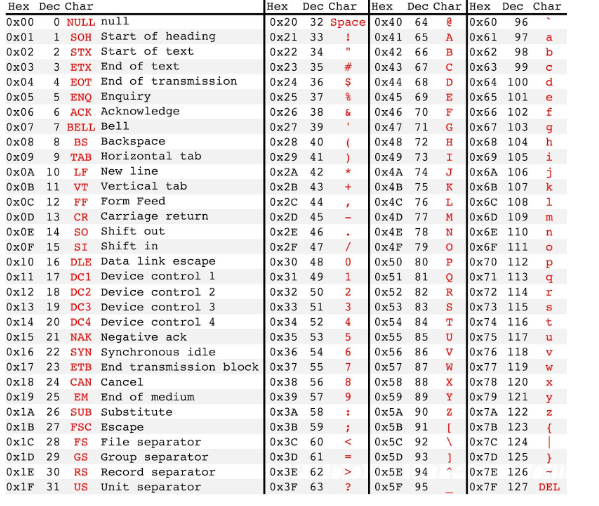 Hex Dec Char Hex Dec Char Hex Dec Char Hex Dec Char
0x00 0 NULL null 0x20 32 Space 0x40 64 @ 0x60 96 `
0x01 1 SOH Start of heading 0x21 33 ! 0x41 65 A 0x61 97 a
0x02 2 STX Start of text 0x22 34 " 0x42 66 B 0x62 98 b
0x03 3 ETX End of text 0x23 35 # 0x43 67 C 0x63 99 c
0x04 4 EOT End of transmission 0x24 36 $ 0x44 68 D 0x64 100 d
0x05 5 ENQ Enquiry 0x25 37 % 0x45 69 E 0x65 101 e
0x06 6 ACK Acknowledge 0x26 38 & 0x46 70 F 0x66 102 f
0x07 7 BELL Bell 0x27 39 ' 0x47 71 G 0x67 103 g
0x08 8 BS Backspace 0x28 40 ( 0x48 72 H 0x68 104 h
0x09 9 TAB Horizontal tab 0x29 41 ) 0x49 73 I 0x69 105 i
0x0A 10 LF New line 0x2A 42 * 0x4A 74 J 0x6A 106 j
0x0B 11 VT Vertical tab 0x2B 43 + 0x4B 75 K 0x6B 107 k
0x0C 12 FF Form Feed 0x2C 44 , 0x4C 76 L 0x6C 108 l
0x0D 13 CR Carriage return 0x2D 45 - 0x4D 77 M 0x6D 109 m
0x0E 14 SO Shift out 0x2E 46 . 0x4E 78 N 0x6E 110 n
0x0F 15 SI Shift in 0x2F 47 / 0x4F 79 O 0x6F 111 o
0x10 16 DLE Data link escape 0x30 48 0 0x50 80 P 0x70 112 p
0x11 17 DC1 Device control 1 0x31 49 1 0x51 81 Q 0x71 113 q
0x12 18 DC2 Device control 2 0x32 50 2 0x52 82 R 0x72 114 r
0x13 19 DC3 Device control 3 0x33 51 3 0x53 83 S 0x73 115 s
0x14 20 DC4 Device control 4 0x34 52 4 0x54 84 T 0x74 116 t
0x15 21 NAK Negative ack 0x35 53 5 0x55 85 U 0x75 117 u
0x16 22 SYN Synchronous idle 0x36 54 6 0x56 86 V 0x76 118 v
0x17 23 ETB End transmission block 0x37 55 7 0x57 87 W 0x77 119 w
0x18 24 CAN Cancel 0x38 56 8 0x58 88 X 0x78 120 x
0x19 25 EM End of medium 0x39 57 9 0x59 89 Y 0x79 121 y
0x1A 26 SUB Substitute 0x3A 58 : 0x5A 90 Z 0x7A 122 z
0x1B 27 FSC Escape 0x3B 59 ; 0x5B 91 [ 0x7B 123 {
0x1C 28 FS File separator 0x3C 60 < 0x5C 92 \ 0x7C 124 |
0x1D 29 GS Group separator 0x3D 61 = 0x5D 93 ] 0x7D 125 }
0x1E 30 RS Record separator 0x3E 62 > 0x5E 94 ^ 0x7E 126 ~
0x1F 31 US Unit separator 0x3F 63 ? 0x5F 95 _ 0x7F 127 DEL